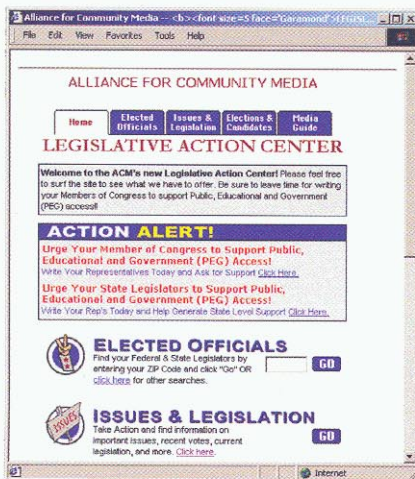 Alliance for Community Media -- <b><font size=5 face="Garamond">LEGISL...
File Edit View Favorites Tools Help
ALLIANCE FOR COMMUNITY MEDIA
Home
Elected Officials
Issues & Legislation
Elections & Candidates
Media Guide
LEGISLATIVE ACTION CENTER
Welcome to the ACM's new Legislative Action Center! Please feel free
to surf the site to see what we have to offer. Be sure to leave time for writing
your Members of Congress to support Public, Educational and Government
(PEG) access!!
ACTION ALERT!
Urge Your Member of Congress to Support Public,
Educational and Government (PEG) Access!
Write Your Representatives Today and Ask for Support Click Here.
Urge Your State Legislators to Support Public,
Educational and Government (PEG) Access!
Write Your Rep's Today and Help Generate State Level Support Click Here.
ELECTED OFFICIALS
Find your Federal & State Legislators by
entering your ZIP Code and click "Go" OR
click here for other searches.
GO
ISSUES
ISSUES & LEGISLATION
Take Action and find information on
important issues, recent votes, current
legislation, and more. Click here.
GO
Internet